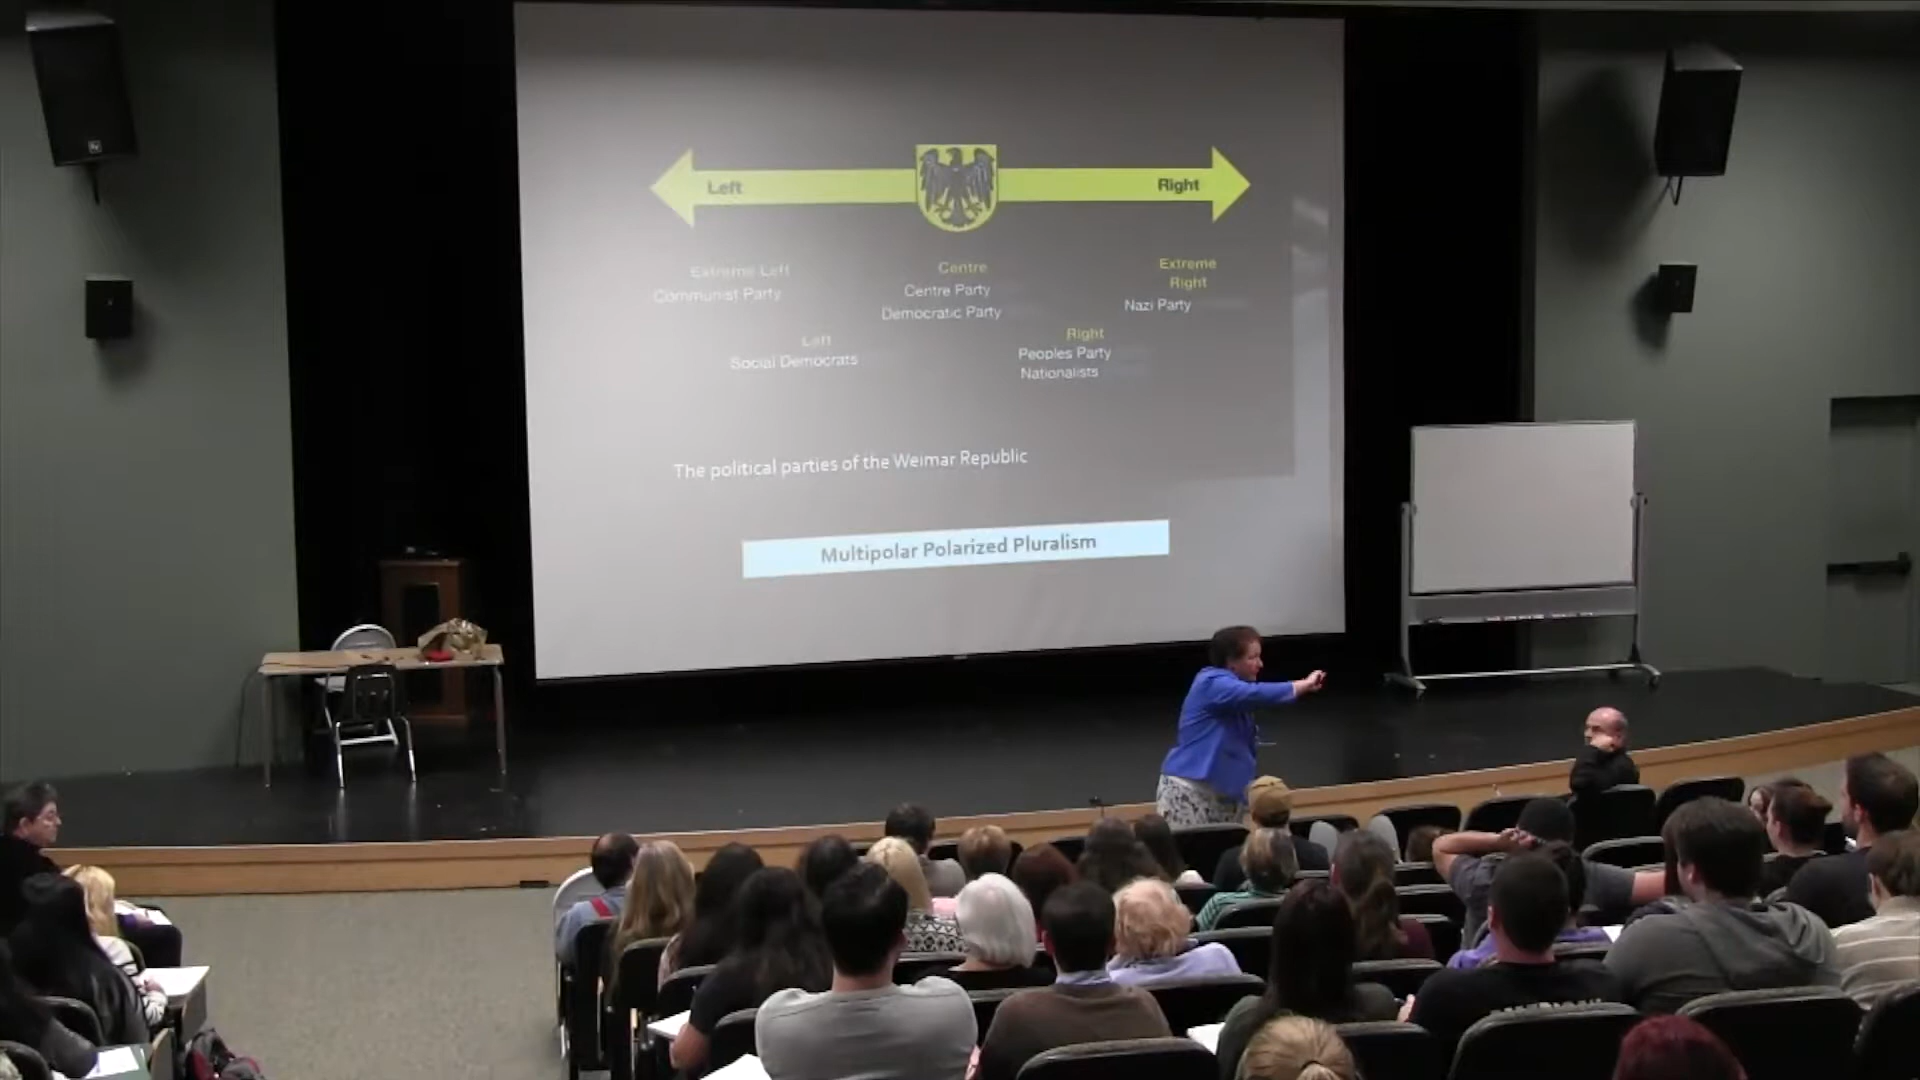 Left
Right
Extreme Left
Communist Party
Centre
Centre Party
Democratic Party
Extreme
Right
Nazi Party
Left
Social Democrats
Right
Peoples Party
Nationalists
The political parties of the Weimar Republic
Multipolar Polarized Pluralism